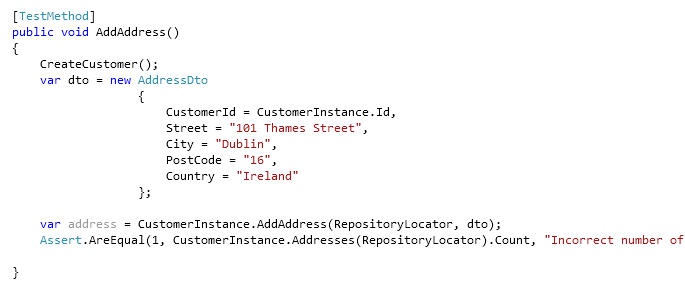 [TestMethod]
public void AddAddress()
{
CreateCustomer();
var dto = new AddressDto
{
CustomerId = CustomerInstance.Id,
Street = "101 Thames Street",
City = "Dublin",
PostCode = "16",
Country = "Ireland"
};
var address = CustomerInstance.AddAddress(RepositoryLocator, dto);
Assert.AreEqual(1, CustomerInstance.Addresses(RepositoryLocator).Count, "Incorrect number of
}